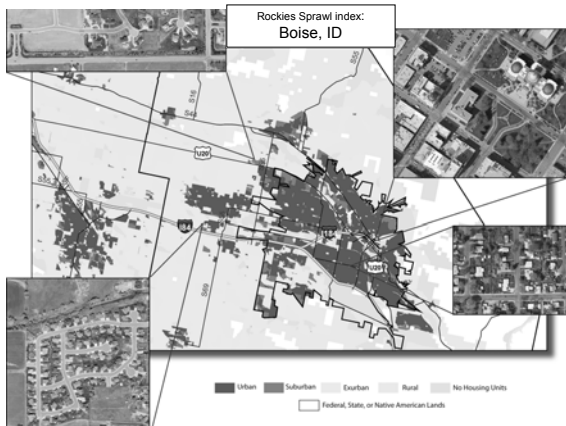 Rockies Sprawl index:
Boise, ID
S55
S16
S44
U20
S55
I84
S69
U20
Urban
Suburban
Exurban
Rural
No Housing Units
Federal, State, or Native American Lands